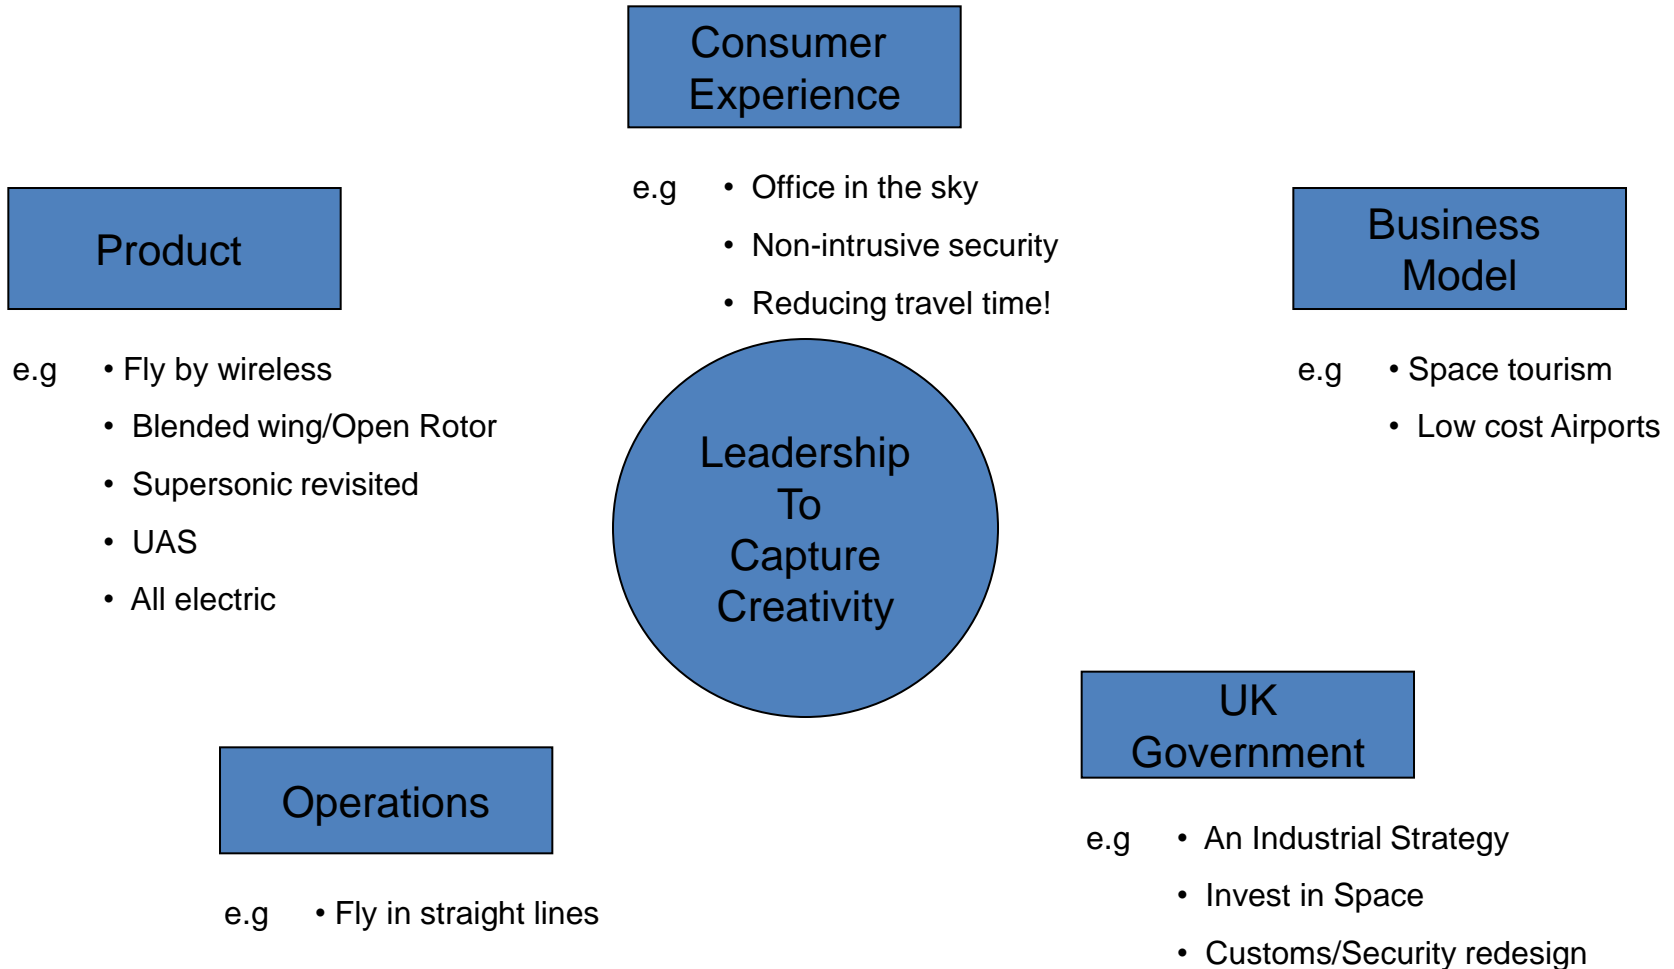 Consumer
Experience
e.g • Office in the sky
• Non-intrusive security
• Reducing travel time!
Product
e.g • Fly by wireless
• Blended wing/Open Rotor
• Supersonic revisited
• UAS
• All electric
Business
Model
e.g • Space tourism
• Low cost Airports
Leadership
To
Capture
Creativity
Operations
e.g • Fly in straight lines
UK
Government
e.g • An Industrial Strategy
• Invest in Space
• Customs/Security redesign